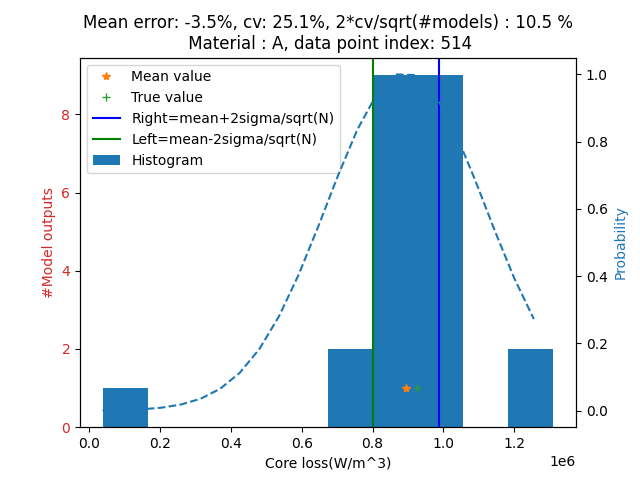 Mean error: -3.5%, cv: 25.1%, 2*cv/sqrt(#models) : 10.5 %
Material : A, data point index: 514
Mean value
True value
Right=mean+2sigma/sqrt(N)
Left=mean-2sigma/sqrt(N)
Histogram
#Model outputs
8
6
4
2
0
1.0
0.8
0.6
0.4
0.2
0.0
Probability
0.0 0.2 0.4 0.6 0.8 1.0 1.2
1e6
Core loss(W/m^3)